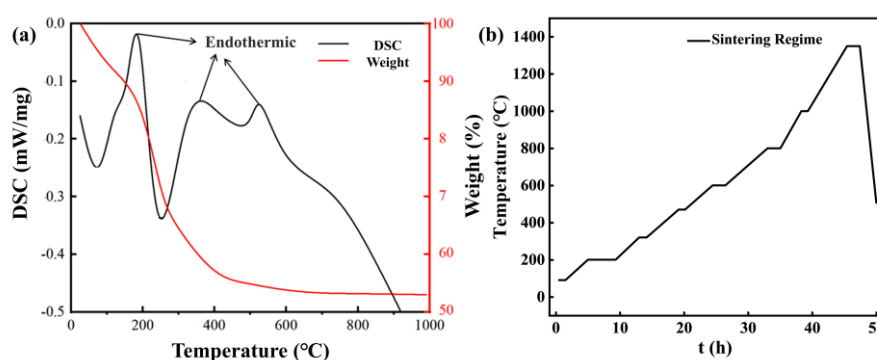 (a)
0.0
0.1
0.2
0.3
-0.4
-0.5
DSC (mW/mg)
Endothermic
DSC
Weight
100
90
8
7
60
50
Weight (%)
0
200
400
600
800
1000
Temperature (℃)
(b)
Sintering Regime
1400
1200
1000
800
600
400
200
0
Temperature (℃)
0
10
20
30
40
5
t (h)